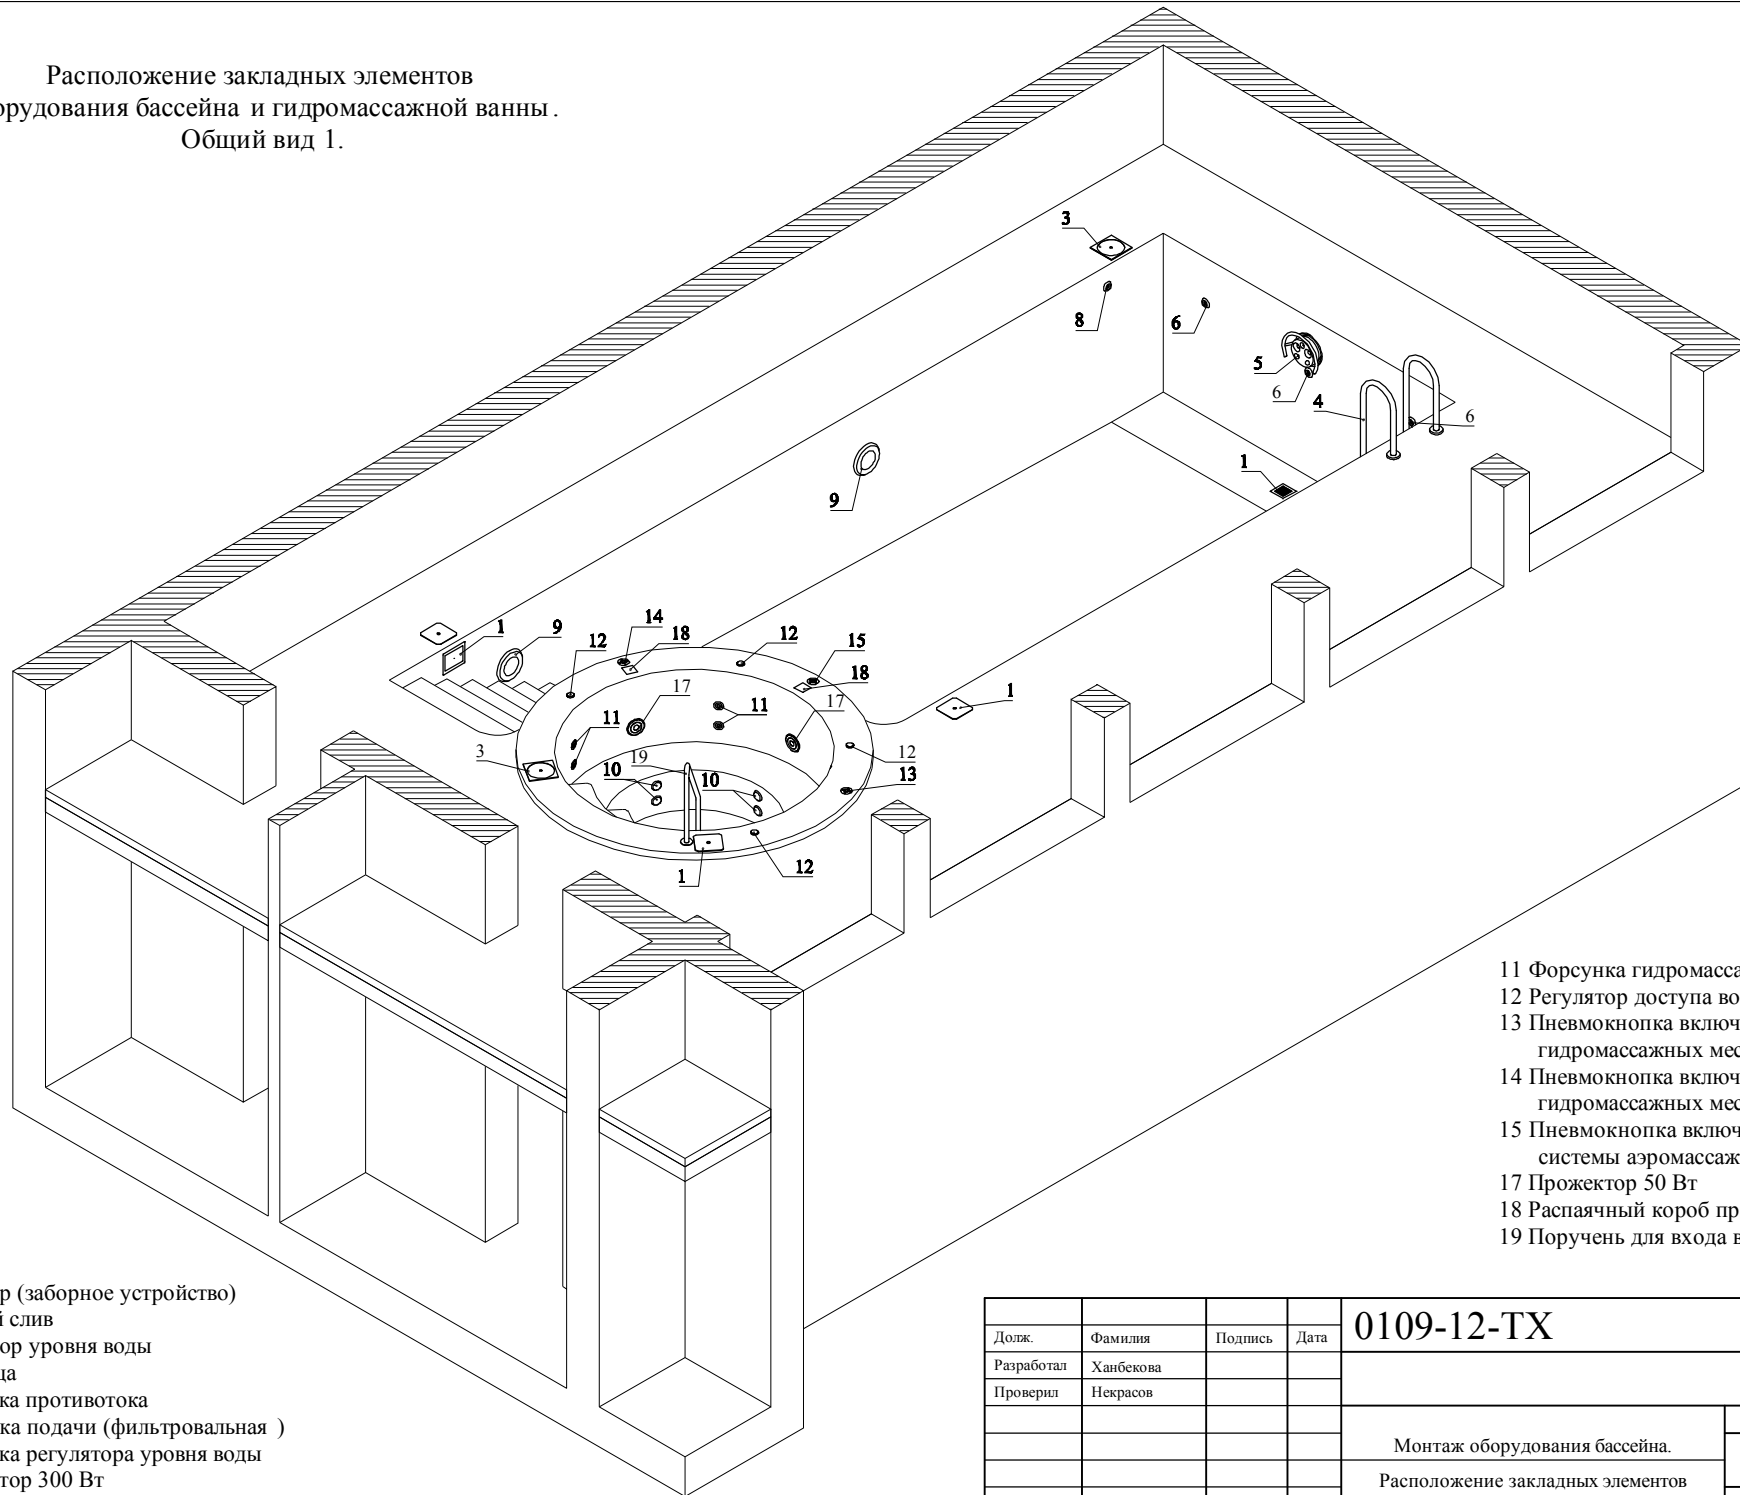 Расположение закладных элементов
орудования бассейна и гидромассажной ванны.
Общий вид 1.
3
8
6
5
6
4
6
1
9
14
1
9
12
18
12
15
18
17
11
17
1
11
3
19
12
10
10
13
1
12
11 Форсунка гидромасса
12 Регулятор доступа во
13 Пневмокнопка включ
гидромассажных мес
14 Пневмокнопка включ
гидромассажных мес
15 Пневмокнопка включ
системы аэромассаж
17 Прожектор 50 Вт
18 Распаячный короб пр
19 Поручень для входа в
р (заборное устройство)
й слив
ор уровня воды
ца
ка противотока
ка подачи (фильтровальная )
ка регулятора уровня воды
тор 300 Вт
0109-12-ТХ
Долж. Фамилия Подпись Дата
Разработал Ханбекова
Проверил Некрасов
Монтаж оборудования бассейна.
Расположение закладных элементов